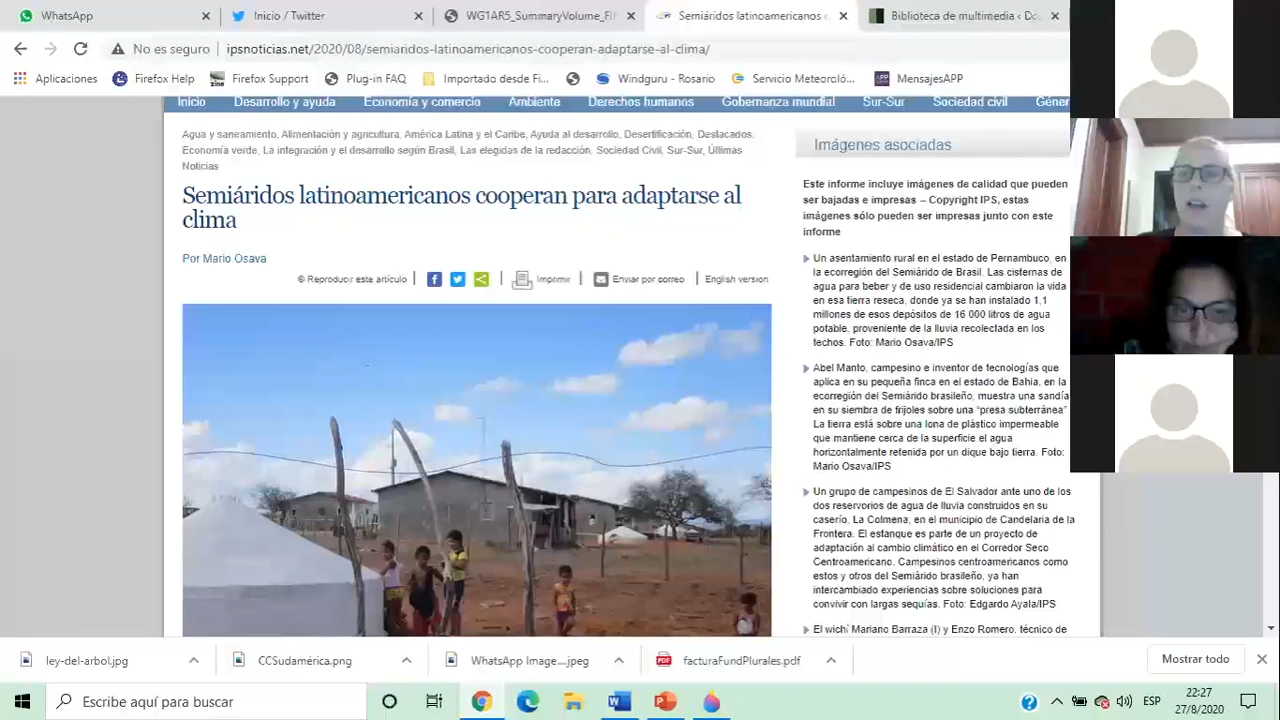 WhatsApp
Inicio / Twitter
WG1AR5_SummaryVolume_FIN
Semiáridos latinoamericanos c
Biblioteca de multimedia ‹ Do
No es seguro
ipsnoticias.net/2020/08/semiaridos-latinoamericanos-cooperan-adaptarse-al-clima/
Aplicaciones
Firefox Help
Firefox Support
Plug-in FAQ
Importado desde Fi...
Windguru - Rosario
Servicio Meteoroló...
MensajesAPP
Inicio
Desarrollo y ayuda
Economía y comercio
Ambiente
Derechos humanos
Gobernanza mundial
Sur-Sur
Sociedad civil
Géner
Agua y saneamiento, Alimentación y agricultura, América Latina y el Caribe, Ayuda al desarrollo, Desertificación, Destacados,
Economía verde, La integración y el desarrollo según Brasil, Las elegidas de la redacción, Sociedad Civil, Sur-Sur, Últimas
Noticias
Semiáridos latinoamericanos cooperan para adaptarse al
clima
Por Mario Osava
© Reproducir este artículo
Imprimir
Enviar por correo
English version
Imágenes asociadas
Este informe incluye imágenes de calidad que pueden
ser bajadas e impresas – Copyright IPS, estas
imágenes sólo pueden ser impresas junto con este
informe
Un asentamiento rural en el estado de Pernambuco, en
la ecorregión del Semiárido de Brasil. Las cisternas de
agua para beber y de uso residencial cambiaron la vida
en esa tierra reseca, donde ya se han instalado 1,1
millones de esos depósitos de 16 000 litros de agua
potable, proveniente de la lluvia recolectada en los
techos. Foto: Mario Osava/IPS
Abel Manto, campesino e inventor de tecnologías que
aplica en su pequeña finca en el estado de Bahia, en la
ecorregión del Semiárido brasileño, muestra una sandía
en su siembra de frijoles sobre una "presa subterránea"
La tierra está sobre una lona de plástico impermeable
que mantiene cerca de la superficie el agua
horizontalmente retenida por un dique bajo tierra. Foto:
Mario Osava/IPS
Un grupo de campesinos de El Salvador ante uno de los
dos reservorios de agua de lluvia construidos en su
caserío, La Colmena, en el municipio de Candelaria de la
Frontera. El estanque es parte de un proyecto de
adaptación al cambio climático en el Corredor Seco
Centroamericano. Campesinos centroamericanos como
estos y otros del Semiárido brasileño, ya han
intercambiado experiencias sobre soluciones para
convivir con largas sequías. Foto: Edgardo Ayala/IPS
El wichí Mariano Barraza (I) y Enzo Romero, técnico de
ley-del-arbol.jpg
CCSudamérica.png
WhatsApp Image....jpeg
PDF
facturaFundPlurales.pdf
Mostrar todo
Escribe aquí para buscar
ESP
22:27
27/8/2020